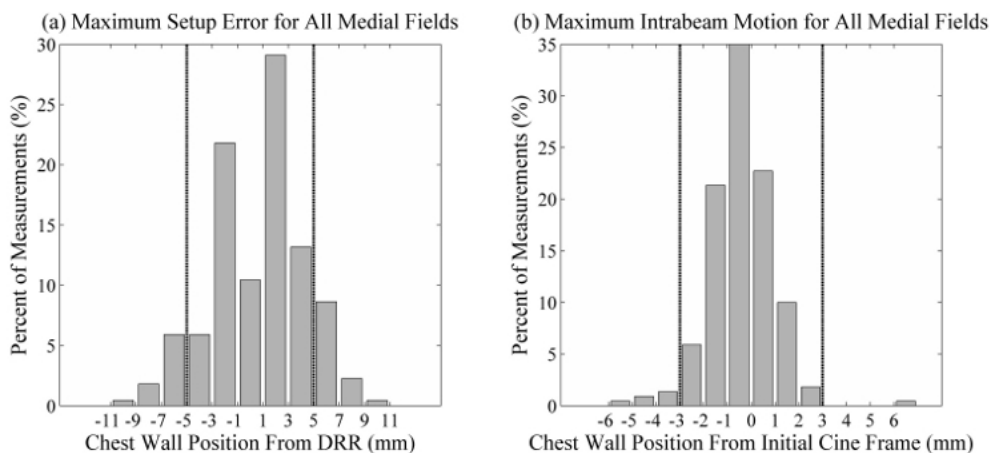 (a) Maximum Setup Error for All Medial Fields
30
25
20
15
10
5
0
Percent of Measurements (%)
-11 -9 -7 -5 -3 -1 1 3 5 7 9 11
Chest Wall Position From DRR (mm)
(b) Maximum Intrabeam Motion for All Medial Fields
35
30
25
20
15
10
5
0
Percent of Measurements (%)
-6 -5 -4 -3 -2 -1 0 1 2 3 4 5 6
Chest Wall Position From Initial Cine Frame (mm)